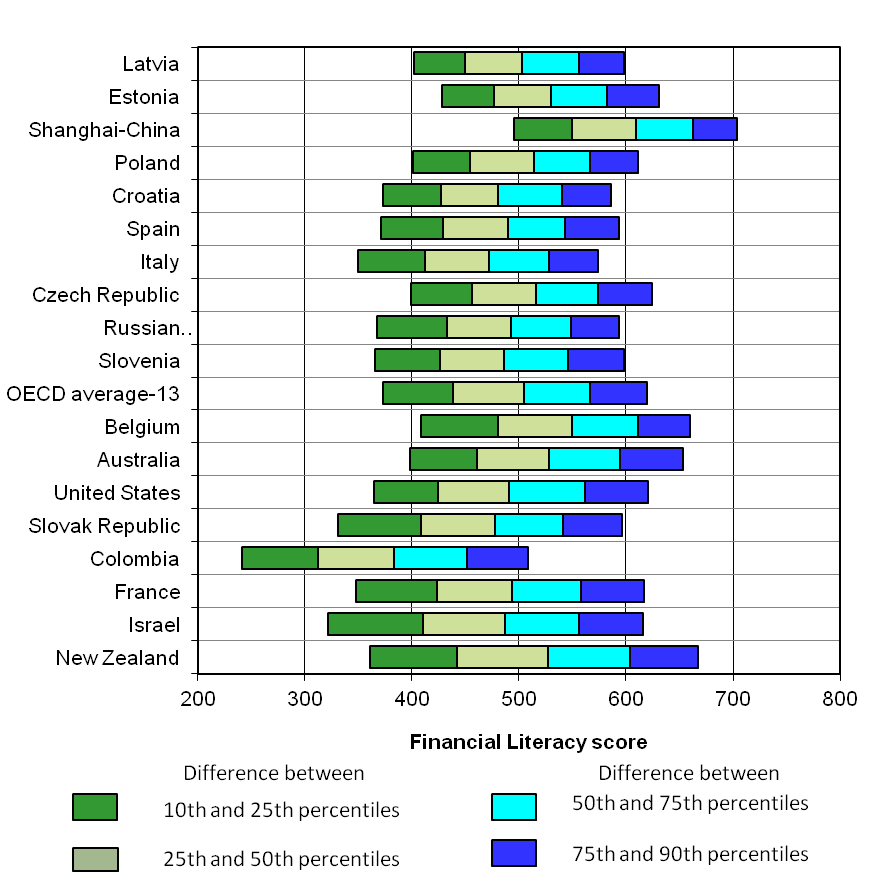 Latvia
Estonia
Shanghai-China
Poland
Croatia
Spain
Italy
Czech Republic
Russian..
Slovenia
OECD average-13
Belgium
Australia
United States
Slovak Republic
Colombia
France
Israel
New Zealand
200 300 400 500 600 700 800
Financial Literacy score
Difference between
10th and 25th percentiles
25th and 50th percentiles
Difference between
50th and 75th percentiles
75th and 90th percentiles